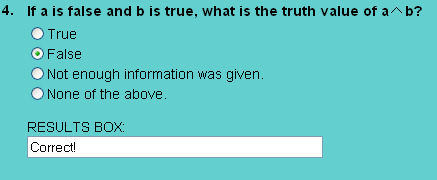 4. If a is false and b is true, what is the truth value of a^b?
True
False
Not enough information was given.
None of the above.
RESULTS BOX:
Correct!